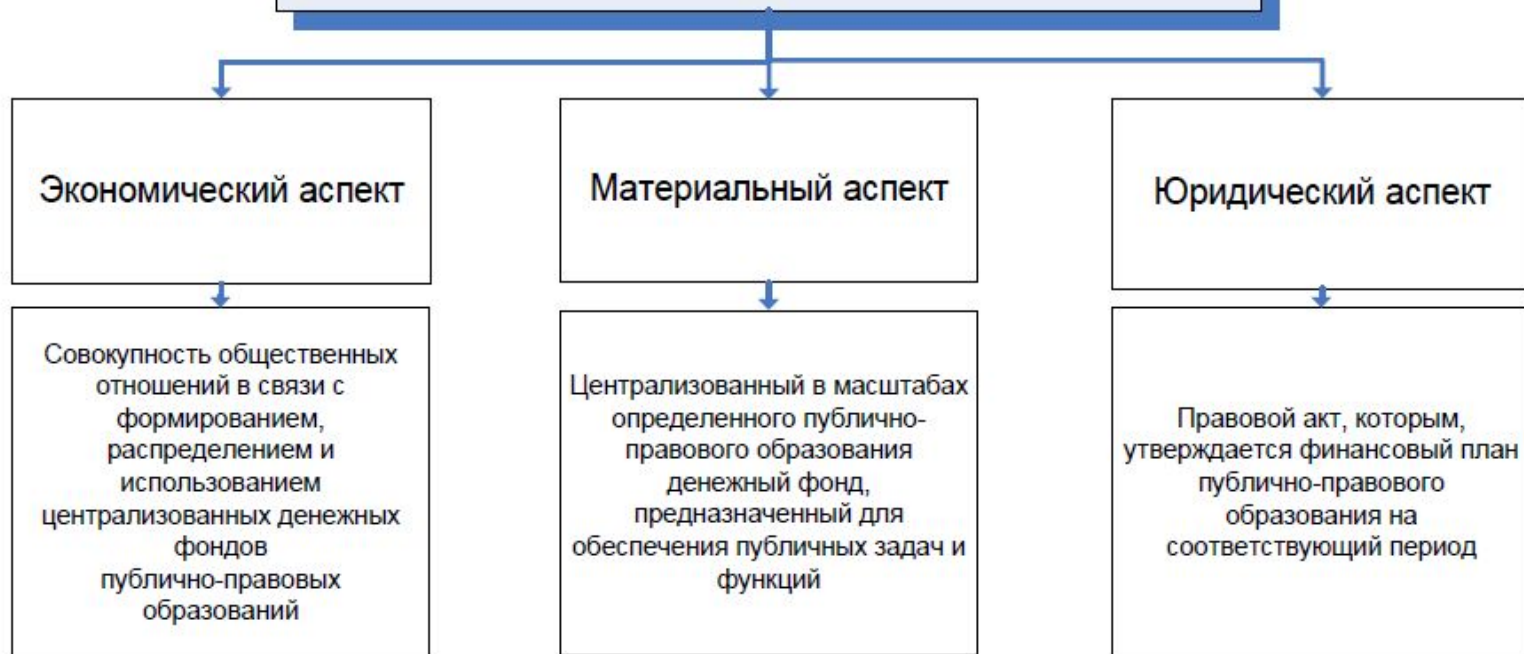 Экономический аспект
Материальный аспект
Юридический аспект
Совокупность общественных
отношений в связи с
формированием,
распределением и
использованием
централизованных денежных
фондов
публично-правовых
образований
Централизованный в масштабах
определенного публично-
правового образования
денежный фонд,
предназначенный для
обеспечения публичных задач и
функций
Правовой акт, которым,
утверждается финансовый план
публично-правового
образования на
соответствующий период